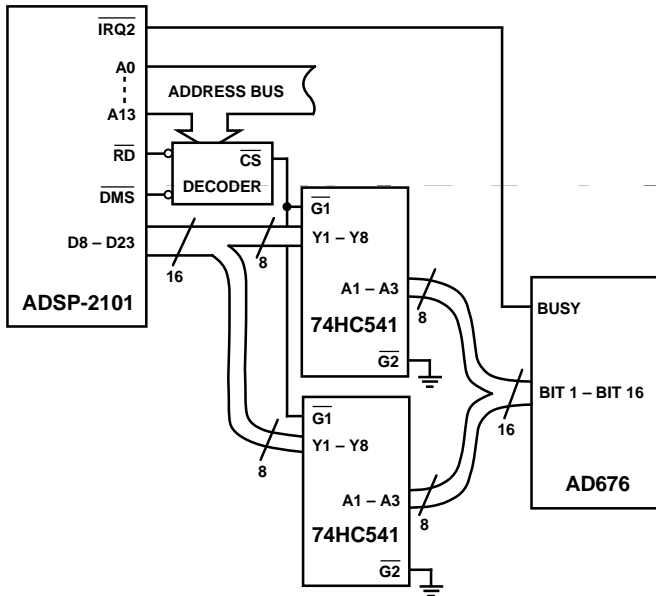 IRQ2
A0
ADDRESS BUS
A13
RD
CS
DMS
DECODER
G1
D8 – D23
Y1 – Y8
16
8
ADSP-2101
A1 – A3
8
74HC541
BUSY
G2
BIT 1 – BIT 16
G1
16
Y1 – Y8
8
AD676
A1 – A3
8
74HC541
G2